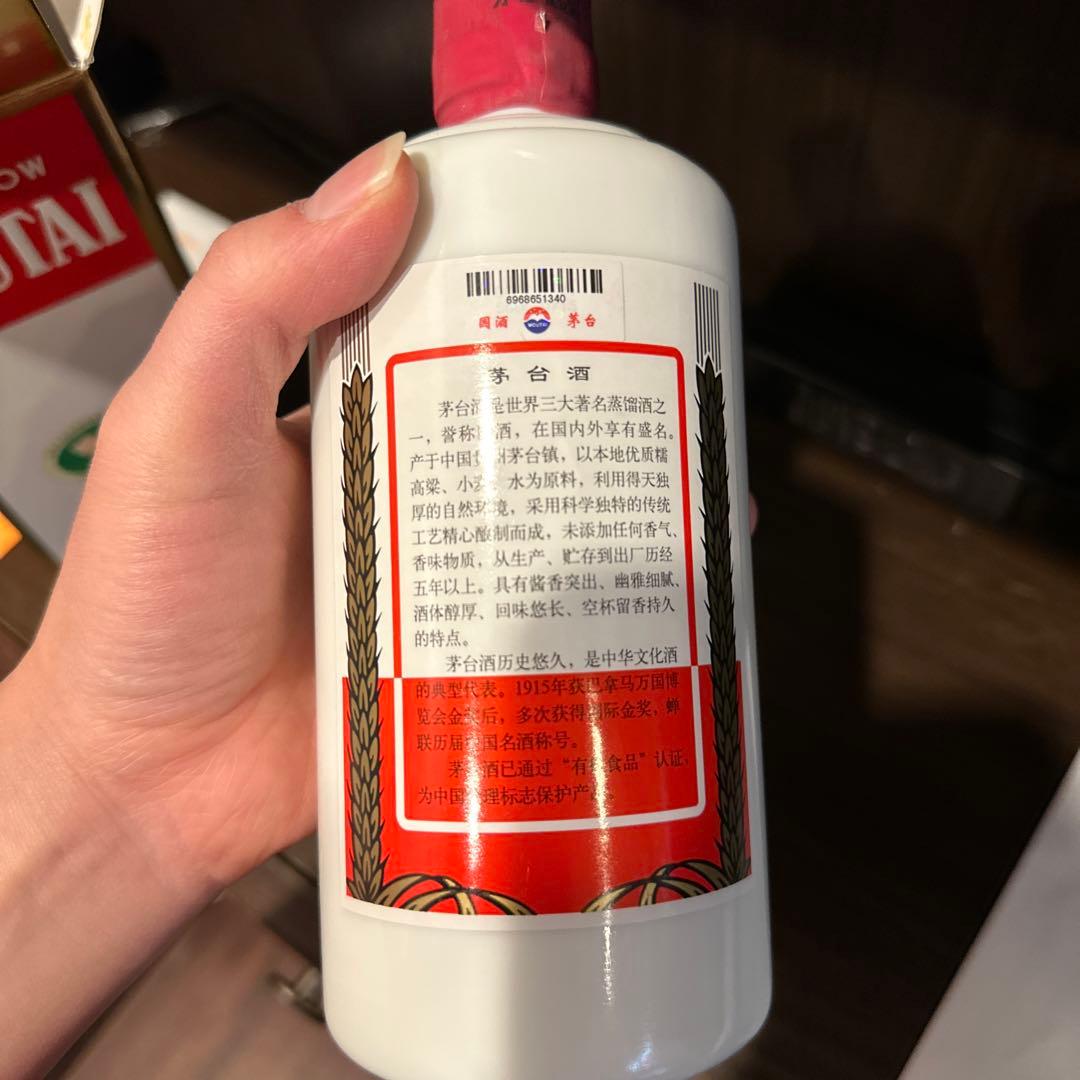 OW
UTAI
6968651340
国酒 MOUTAI 茅台
茅台酒
茅台酒是世界三大著名蒸馏酒之
一，誉称 酒，在国内外享有盛名。
产于中国贵州茅台镇，以本地优质糯
高粱、小麦、水为原料，利用得天独
厚的自然环境，采用科学独特的传统
工艺精心酿制而成，未添加任何香气、
香味物质，从生产、贮存到出厂历经
五年以上。具有酱香突出、幽雅细腻、
酒体醇厚、回味悠长、空杯留香持久
的特点。
茅台酒历史悠久，是中华文化酒
的典型代表。1915年获巴拿马万国博
览会金奖后，多次获得国际金奖，蝉
联历届 国名酒称号。
茅台酒已通过“有机食品”认证，
为中国地理标志保护产品。